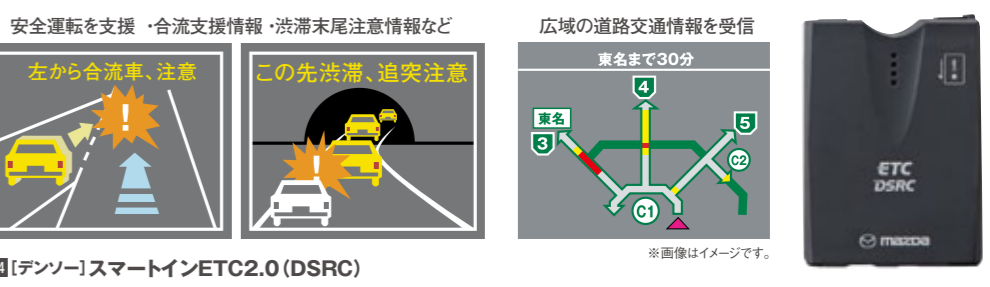 安全運転を支援 ・合流支援情報 ・渋滞末尾注意情報など
左から合流車、注意
!
この先渋滞、追突注意
!
広域の道路交通情報を受信
東名まで30分
4
東名
3
5
C2
C1
※画像はイメージです。
ETC
DSRC
mazda
4[デンソー]スマートインETC2.0(DSRC)